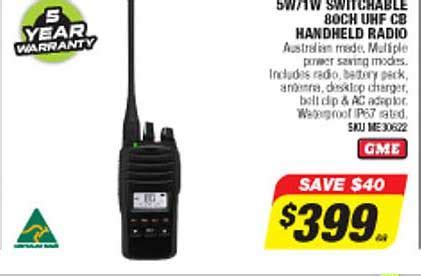 5 YEAR
WARRANTY
5W/1W SWITCHABLE
80CH UHF CB
HANDHELD RADIO
Australian made. Multiple
power saving modes.
Includes radio, battery pack,
antenna, desktop charger,
belt clip & AC adaptor.
Waterproof IP67 rated.
SKU ME30622
GME
SAVE $40
$399
EA